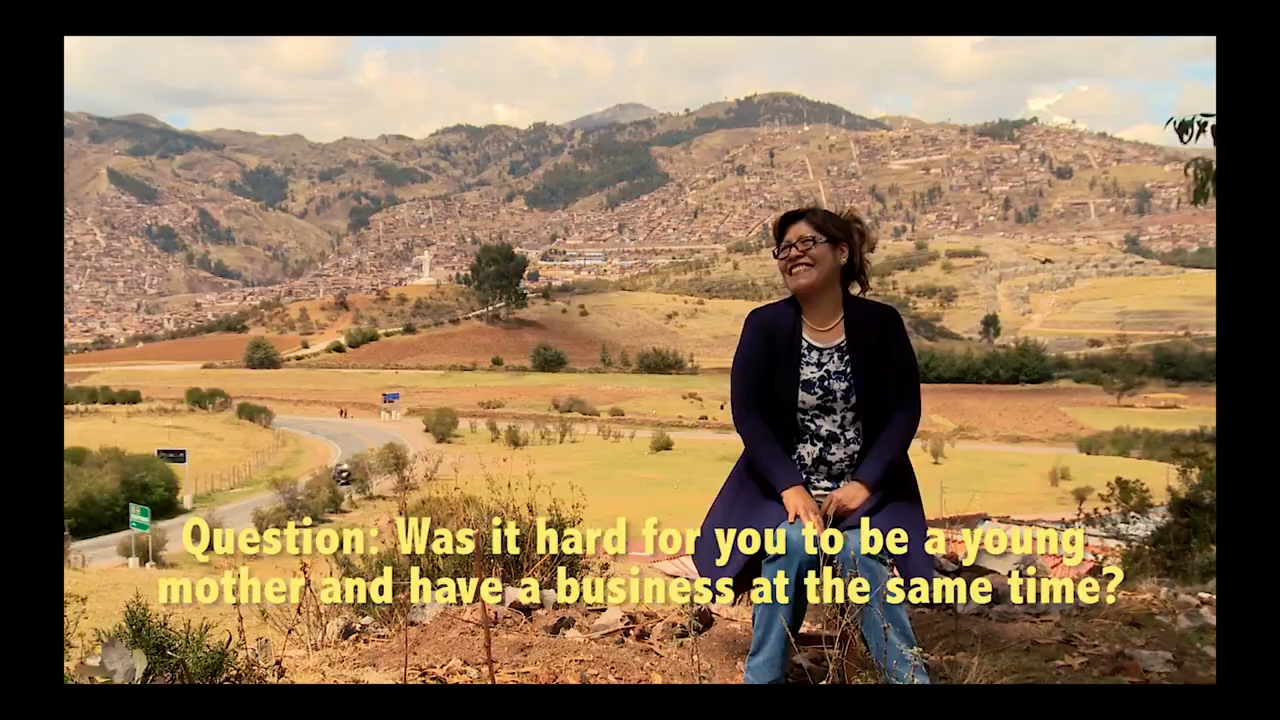 Question: Was it hard for you to be a young
mother and have a business at the same time?